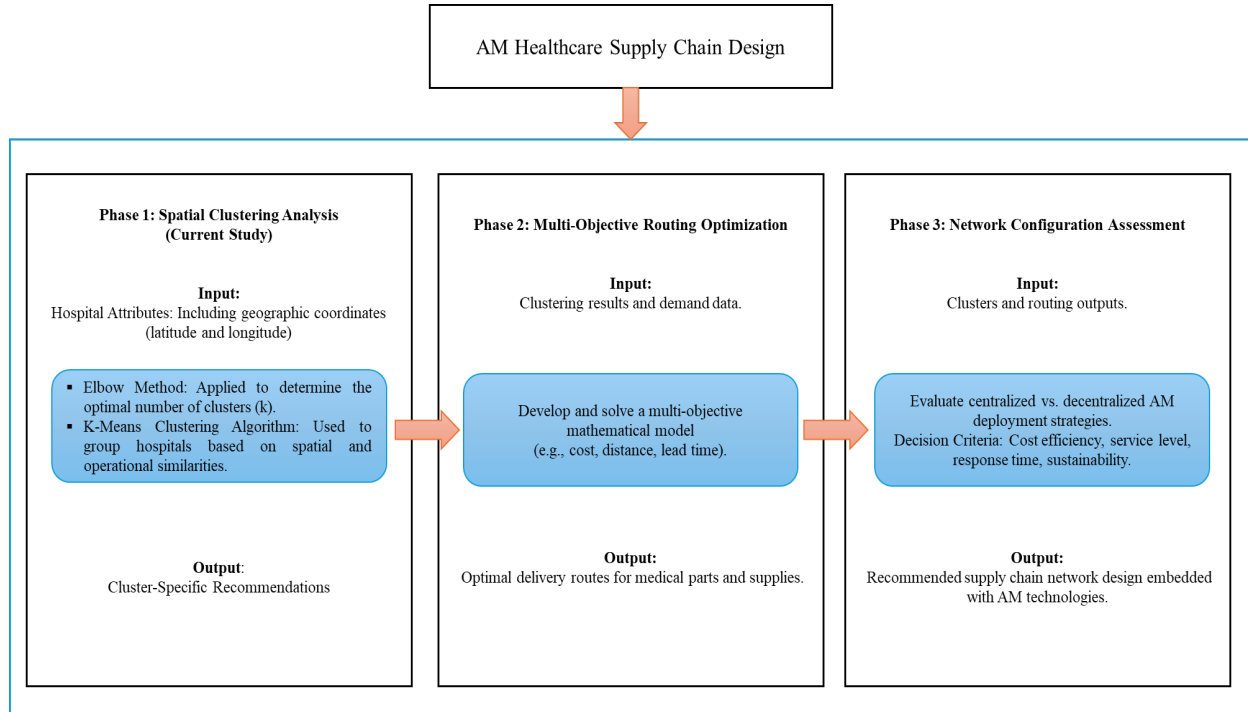 AM Healthcare Supply Chain Design
Phase 1: Spatial Clustering Analysis
(Current Study)
Input:
Hospital Attributes: Including geographic coordinates
(latitude and longitude)
▪ Elbow Method: Applied to determine the
optimal number of clusters (k).
▪ K-Means Clustering Algorithm: Used to
group hospitals based on spatial and
operational similarities.
Output:
Cluster-Specific Recommendations
Phase 2: Multi-Objective Routing Optimization
Input:
Clustering results and demand data.
Develop and solve a multi-objective
mathematical model
(e.g., cost, distance, lead time).
Output:
Optimal delivery routes for medical parts and supplies.
Phase 3: Network Configuration Assessment
Input:
Clusters and routing outputs.
Evaluate centralized vs. decentralized AM
deployment strategies.
Decision Criteria: Cost efficiency, service level,
response time, sustainability.
Output:
Recommended supply chain network design embedded
with AM technologies.